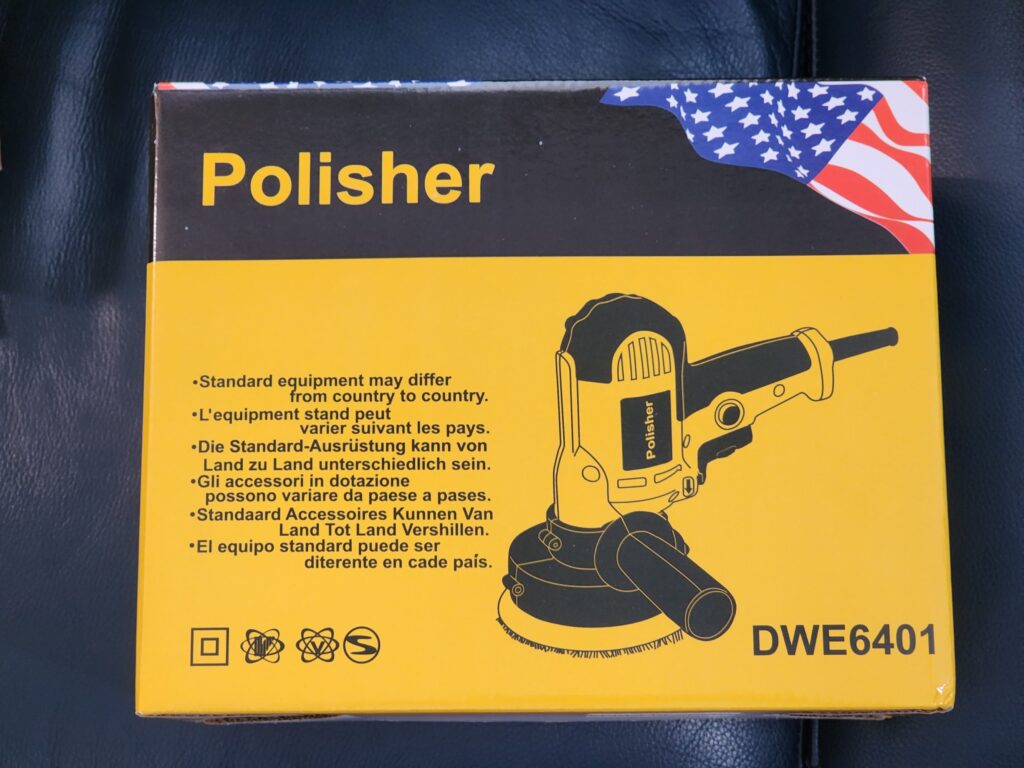 Polisher
•Standard equipment may differ
from country to country.
•L'equipment stand peut
varier suivant les pays.
•Die Standard-Ausrüstung kann von
Land zu Land unterschiedlich sein.
•Gli accessori in dotazione
possono variare da paese a pases.
•Standaard Accessoires Kunnen Van
Land Tot Land Vershillen.
•El equipo standard puede ser
diterente en cade país.
Polisher
DWE6401